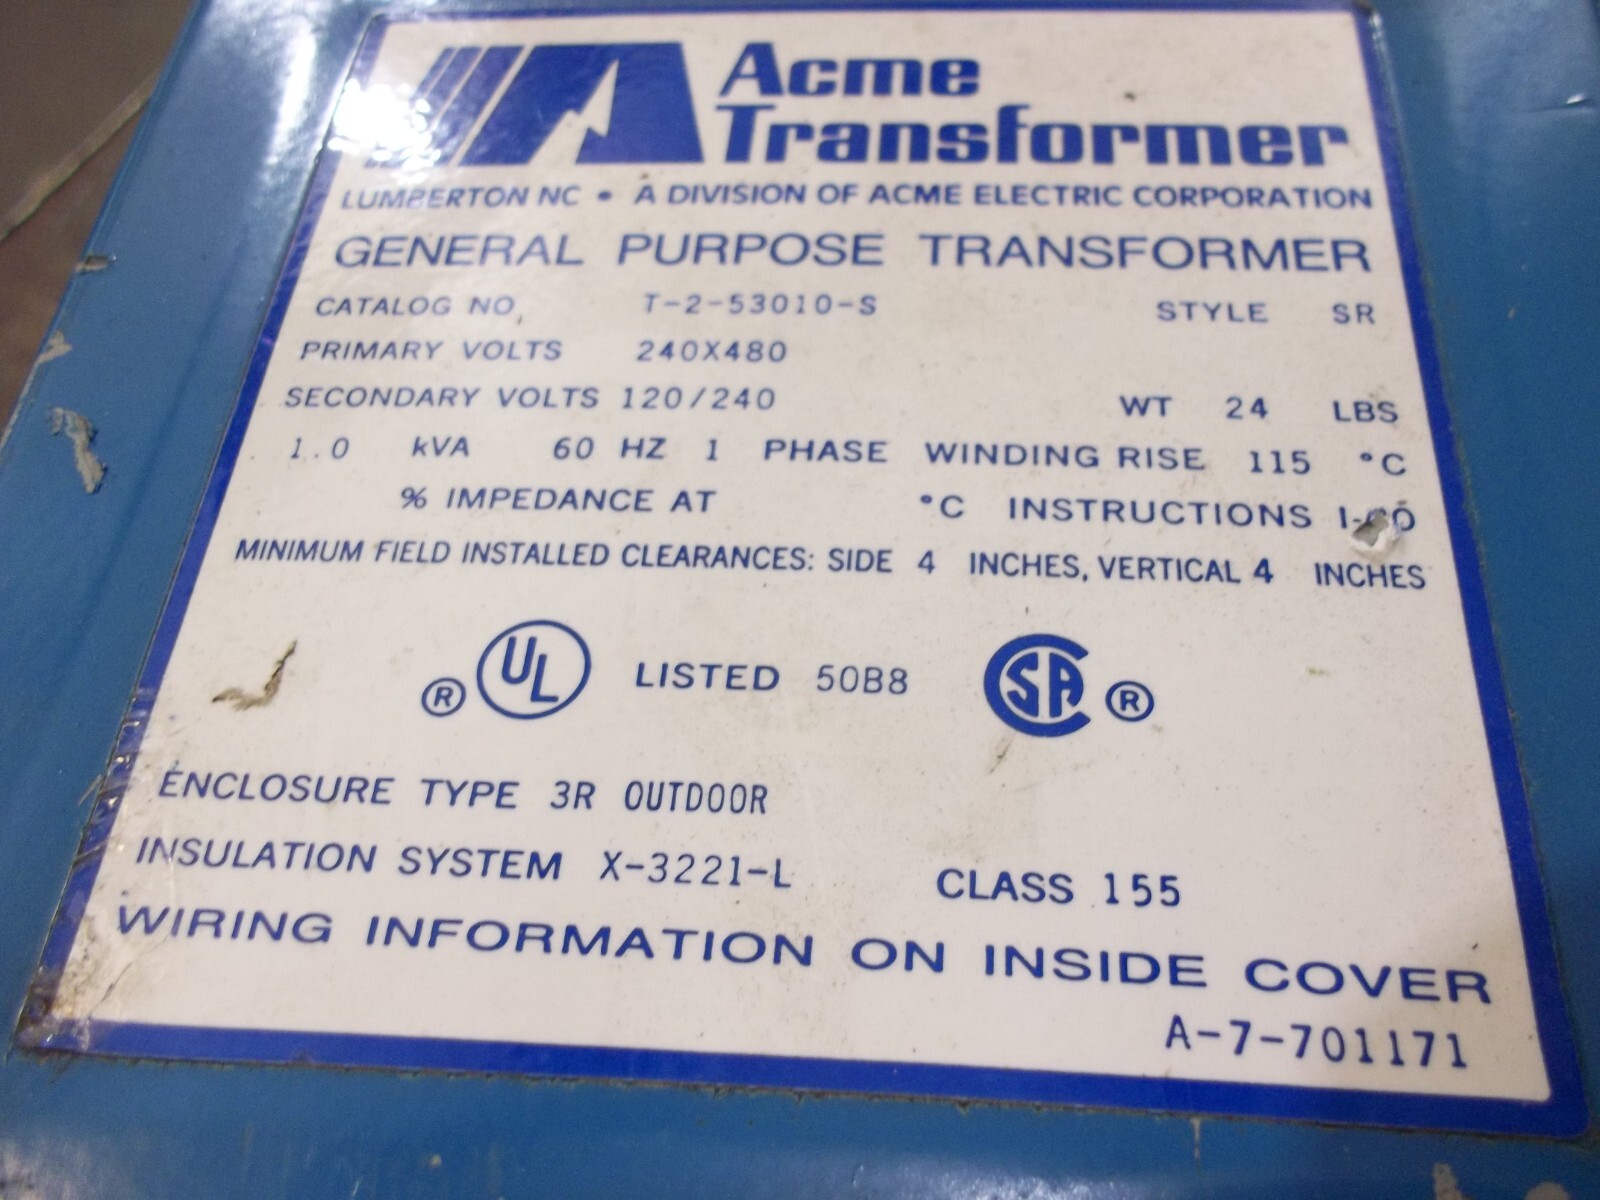 Acme
Transformer
LUMBERTON NC • A DIVISION OF ACME ELECTRIC CORPORATION
GENERAL PURPOSE TRANSFORMER
CATALOG NO T-2-53010-S STYLE SR
PRIMARY VOLTS 240X480
SECONDARY VOLTS 120/240 WT 24 LBS
1.0 kVA 60 HZ 1 PHASE WINDING RISE 115 °C
% IMPEDANCE AT °C INSTRUCTIONS
MINIMUM FIELD INSTALLED CLEARANCES: SIDE 4 INCHES, VERTICAL 4 INCHES
® UL LISTED 50B8 CSA ®
ENCLOSURE TYPE 3R OUTDOOR
INSULATION SYSTEM X-3221-L CLASS 155
WIRING INFORMATION ON INSIDE COVER
A-7-701171